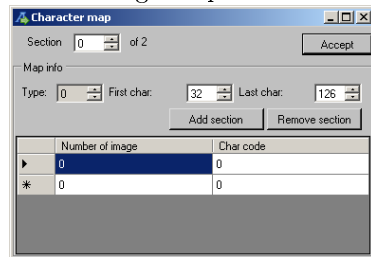 Character map
Section 0 of 2 Accept
Map info
Type: 0 First char: 32 Last char: 126
Add section Remove section
Number of image Char code
0 0
0 0